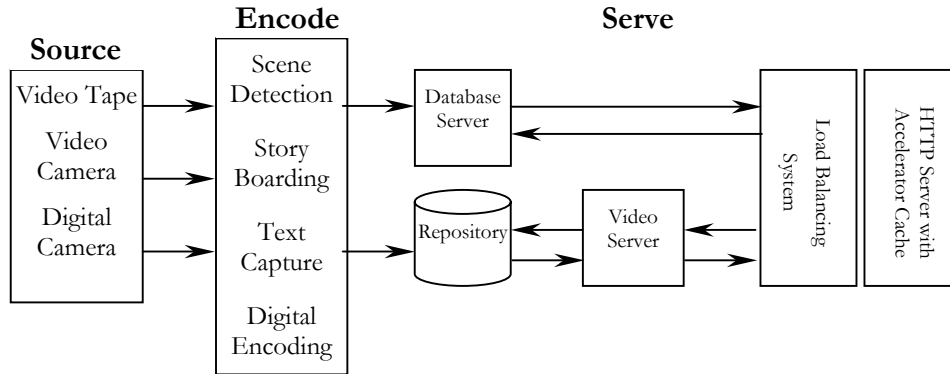 Source
Video Tape
Video
Camera
Digital
Camera
Encode
Scene
Detection
Story
Boarding
Text
Capture
Digital
Encoding
Serve
Database
Server
Repository
Video
Server
Load Balancing
System
HTTP Server with
Accelerator Cache